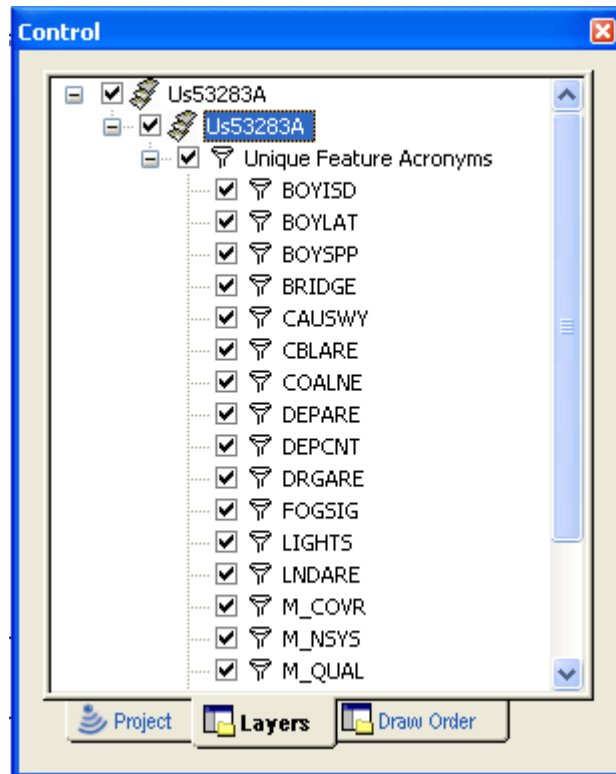 Control
Us53283A
Us53283A
Unique Feature Acronyms
BOYISD
BOYLAT
BOYSPP
BRIDGE
CAUSWY
CBLARE
COALNE
DEPARE
DEPCNT
DRGARE
FOGSIG
LIGHTS
LNDARE
M_COVR
M_NSYS
M_QUAL
Project Layers Draw Order